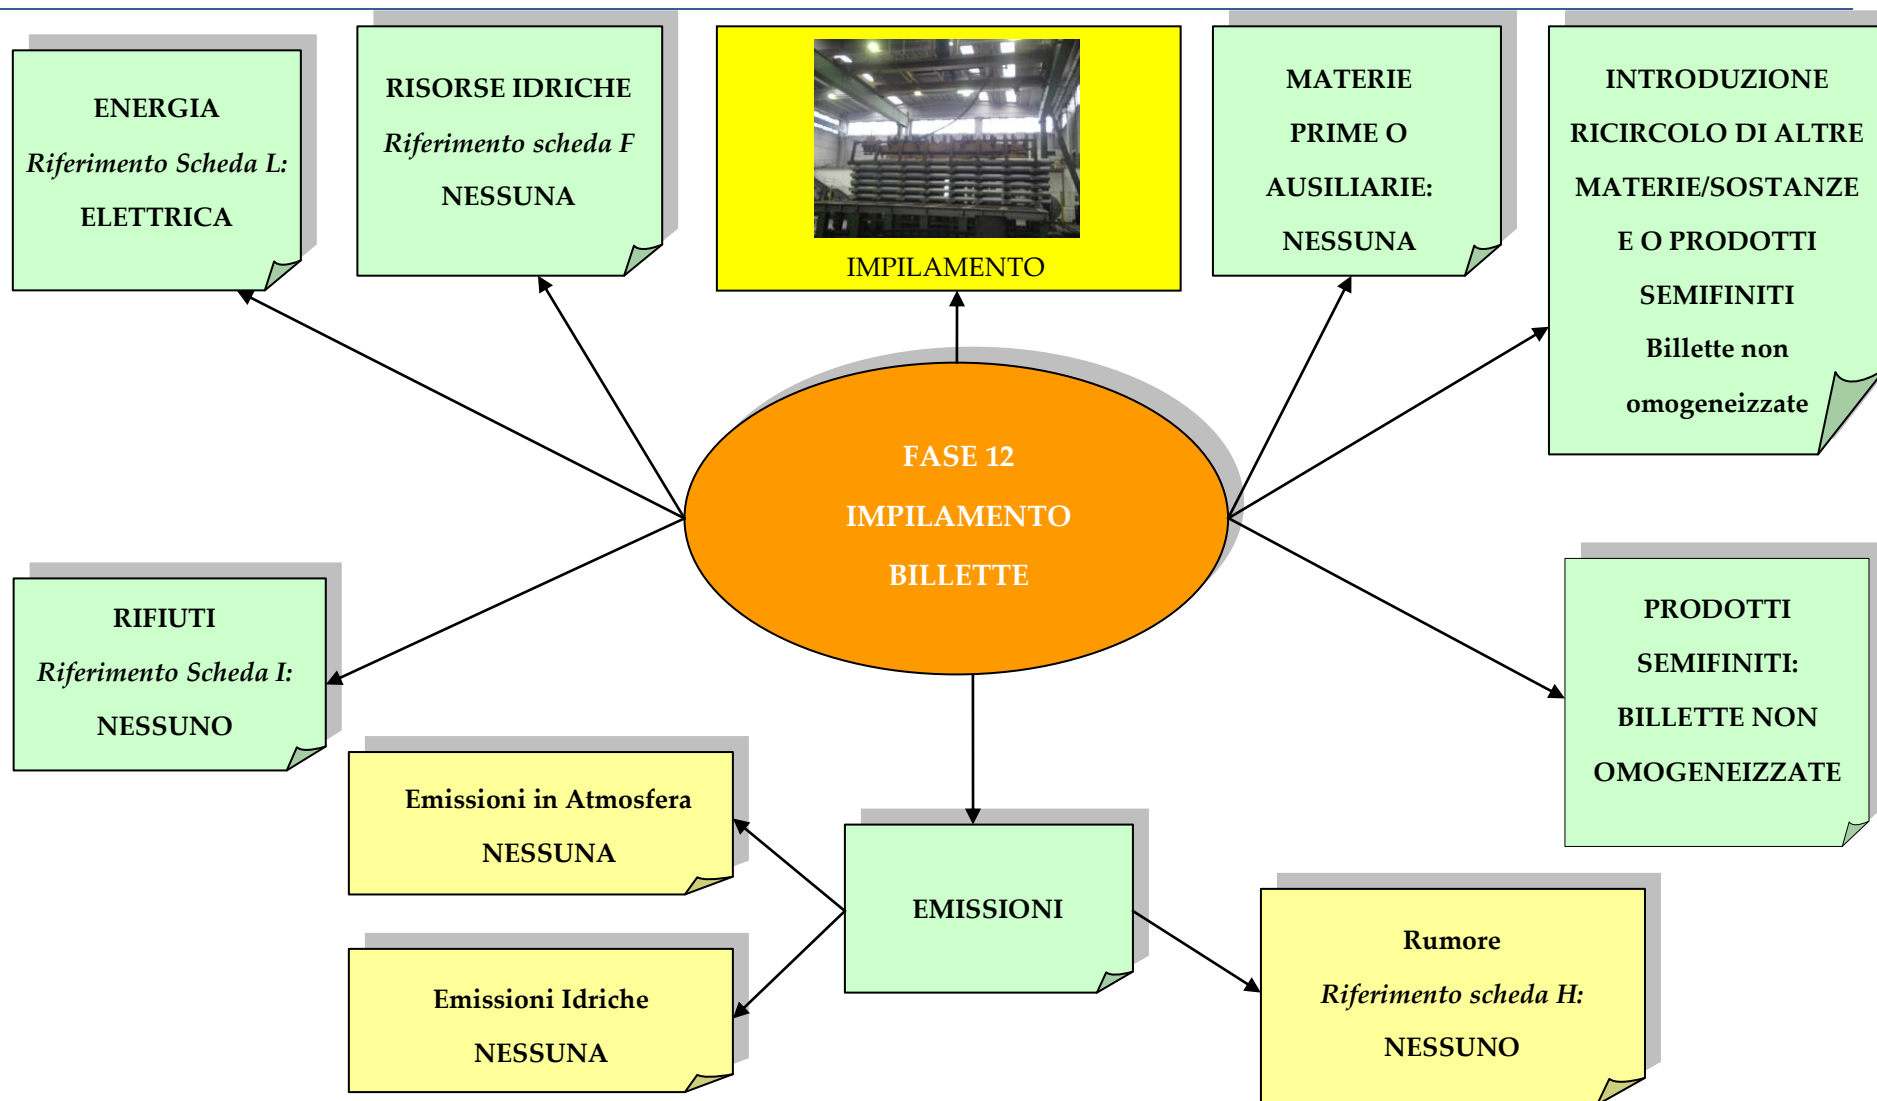 ENERGIA
Riferimento Scheda L:
ELETTRICA
RISORSE IDRICHE
Riferimento scheda F
NESSUNA
IMPILAMENTO
MATERIE
PRIME O
AUSILIARIE:
NESSUNA
INTRODUZIONE
RICIRCOLO DI ALTRE
MATERIE/SOSTANZE
E O PRODOTTI
SEMIFINITI
Billette non
omogeneizzate
FASE 12
IMPILAMENTO
BILLETTE
RIFIUTI
Riferimento Scheda I:
NESSUNO
PRODOTTI
SEMIFINITI:
BILLETTE NON
OMOGENEIZZATE
Emissioni in Atmosfera
NESSUNA
EMISSIONI
Emissioni Idriche
NESSUNA
Rumore
Riferimento scheda H:
NESSUNO